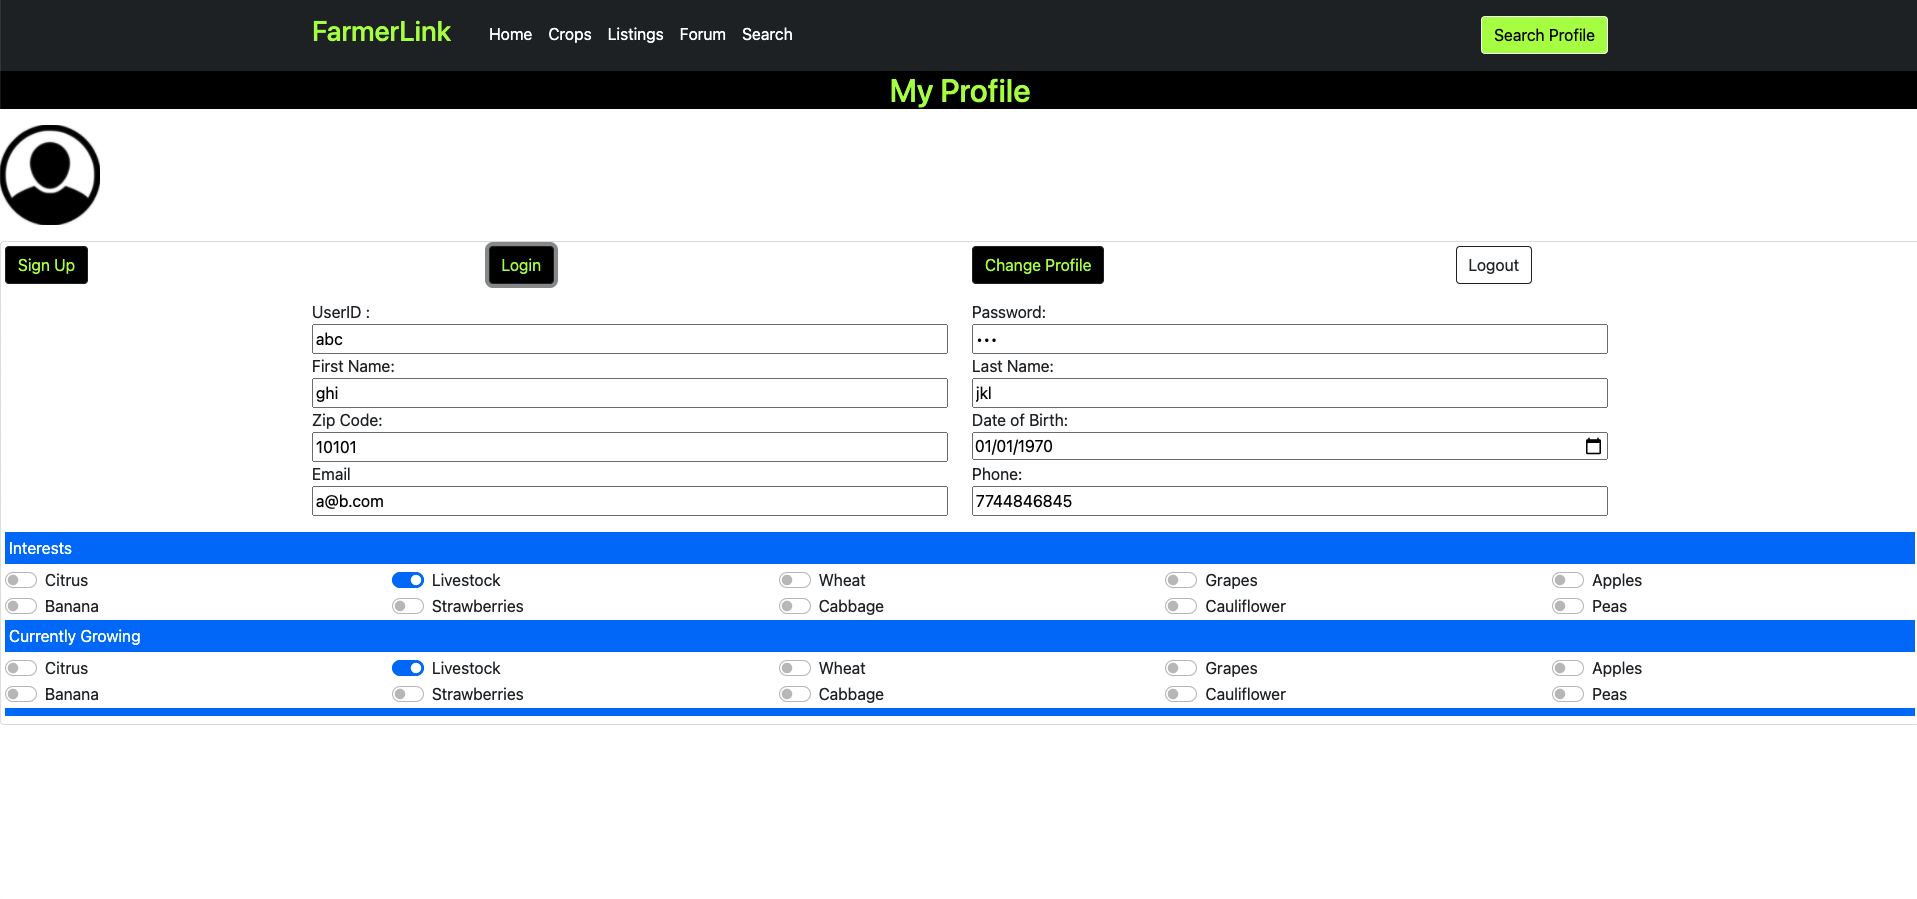 FarmerLink Home Crops Listings Forum Search Search Profile
My Profile
Sign Up Login Change Profile Logout
UserID : Password:
abc •••
First Name: Last Name:
ghi jkl
Zip Code: Date of Birth:
10101 01/01/1970
Email Phone:
a@b.com 7744846845
Interests
Citrus Livestock Wheat Grapes Apples
Banana Strawberries Cabbage Cauliflower Peas
Currently Growing
Citrus Livestock Wheat Grapes Apples
Banana Strawberries Cabbage Cauliflower Peas